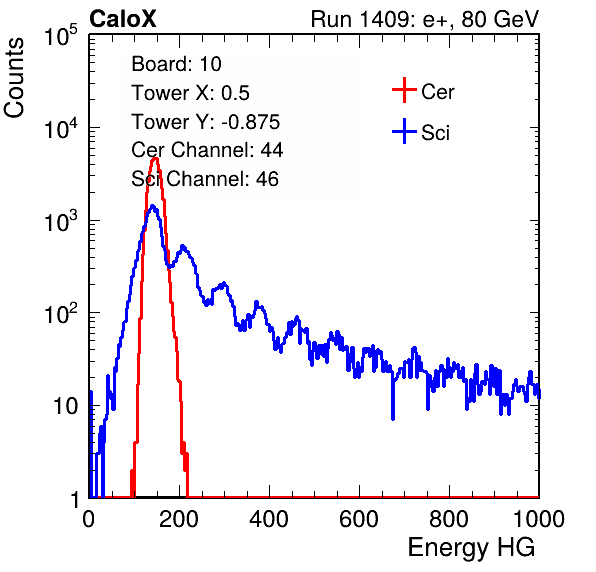 CaloX Run 1409: e+, 80 GeV
Counts
10^5
10^4
10^3
10^2
10
1
Board: 10
Tower X: 0.5
Tower Y: -0.875
Cer Channel: 44
Sci Channel: 46
Cer
Sci
0 200 400 600 800 1000
Energy HG